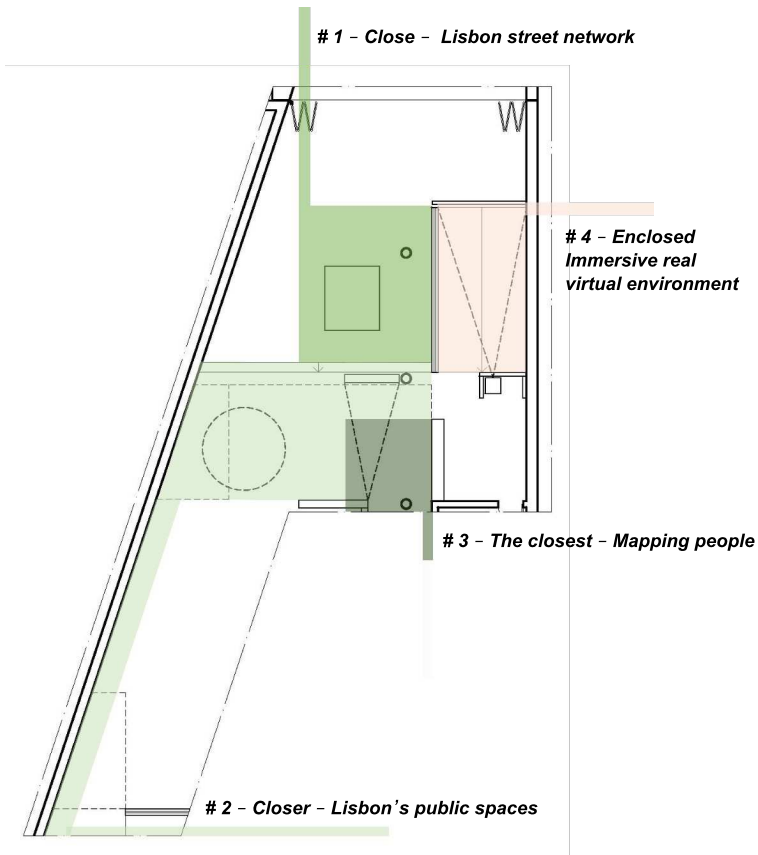 # 1 – Close – Lisbon street network
# 4 – Enclosed
Immersive real
virtual environment
# 3 – The closest – Mapping people
# 2 – Closer – Lisbon’s public spaces